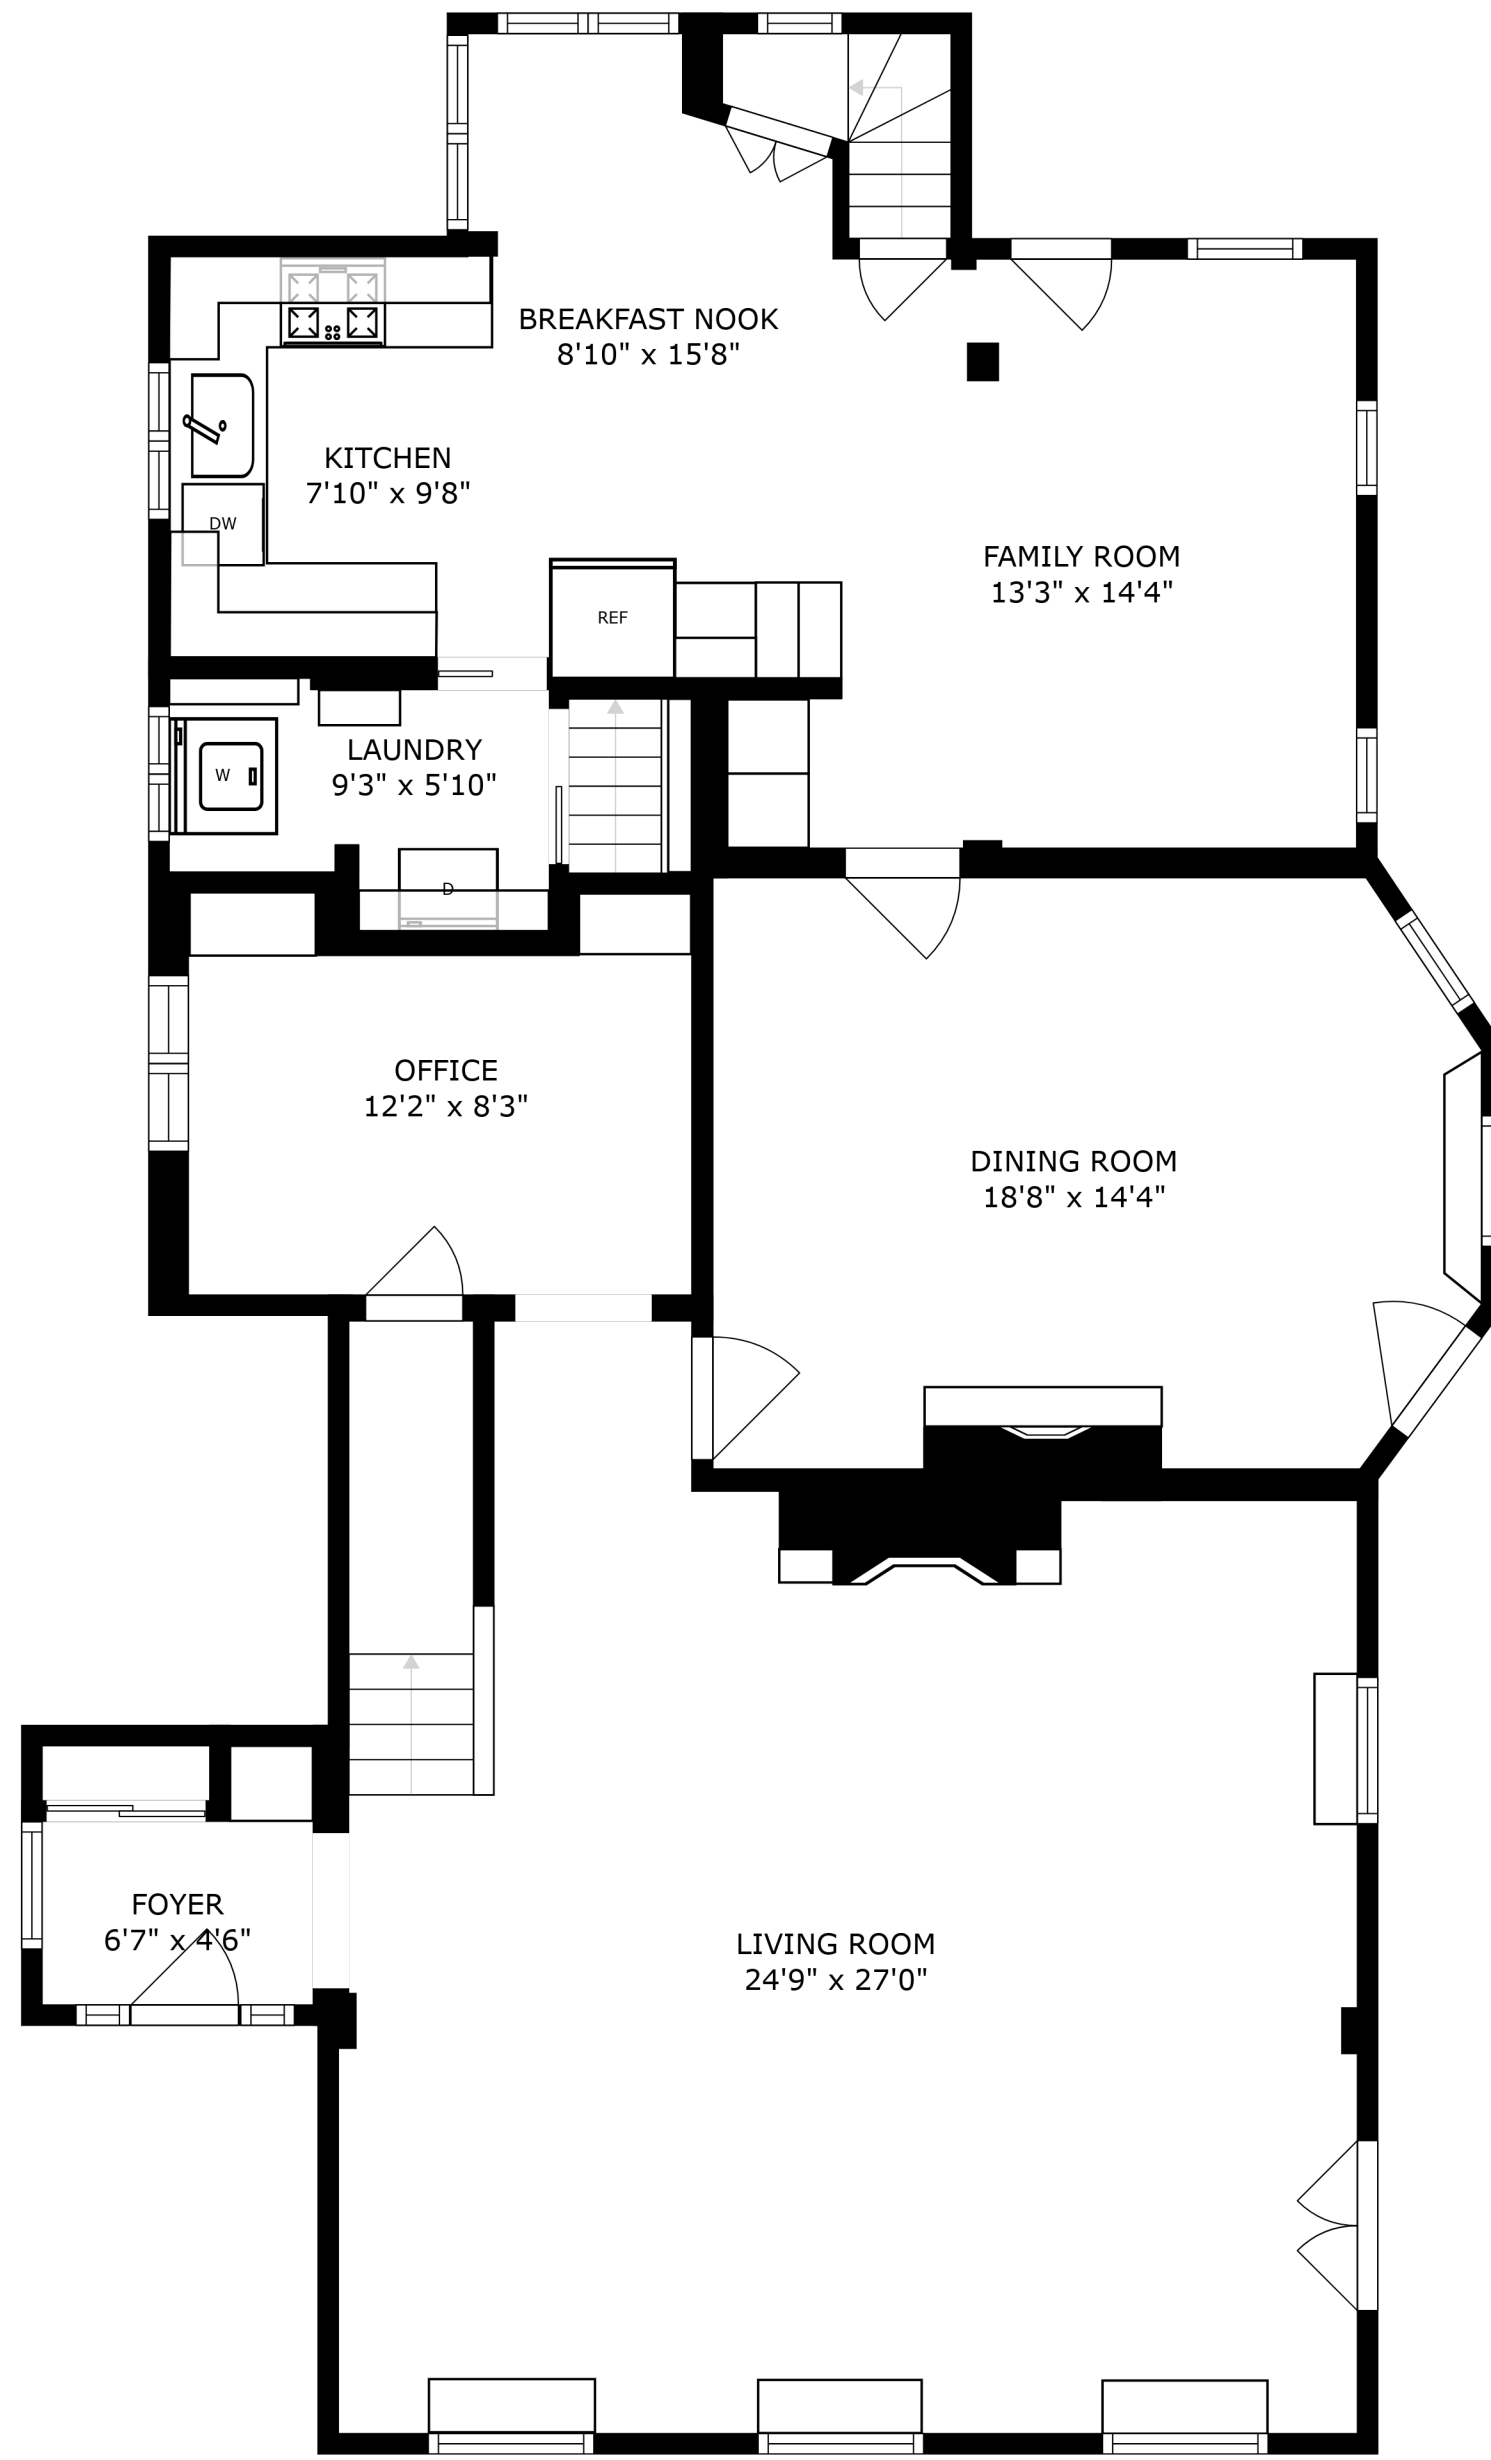 BREAKFAST NOOK
8'10" x 15'8"
KITCHEN
7'10" x 9'8"
DW
FAMILY ROOM
13'3" x 14'4"
REF
LAUNDRY
9'3" x 5'10"
W
D
OFFICE
12'2" x 8'3"
DINING ROOM
18'8" x 14'4"
FOYER
6'7" x 4'6"
LIVING ROOM
24'9" x 27'0"